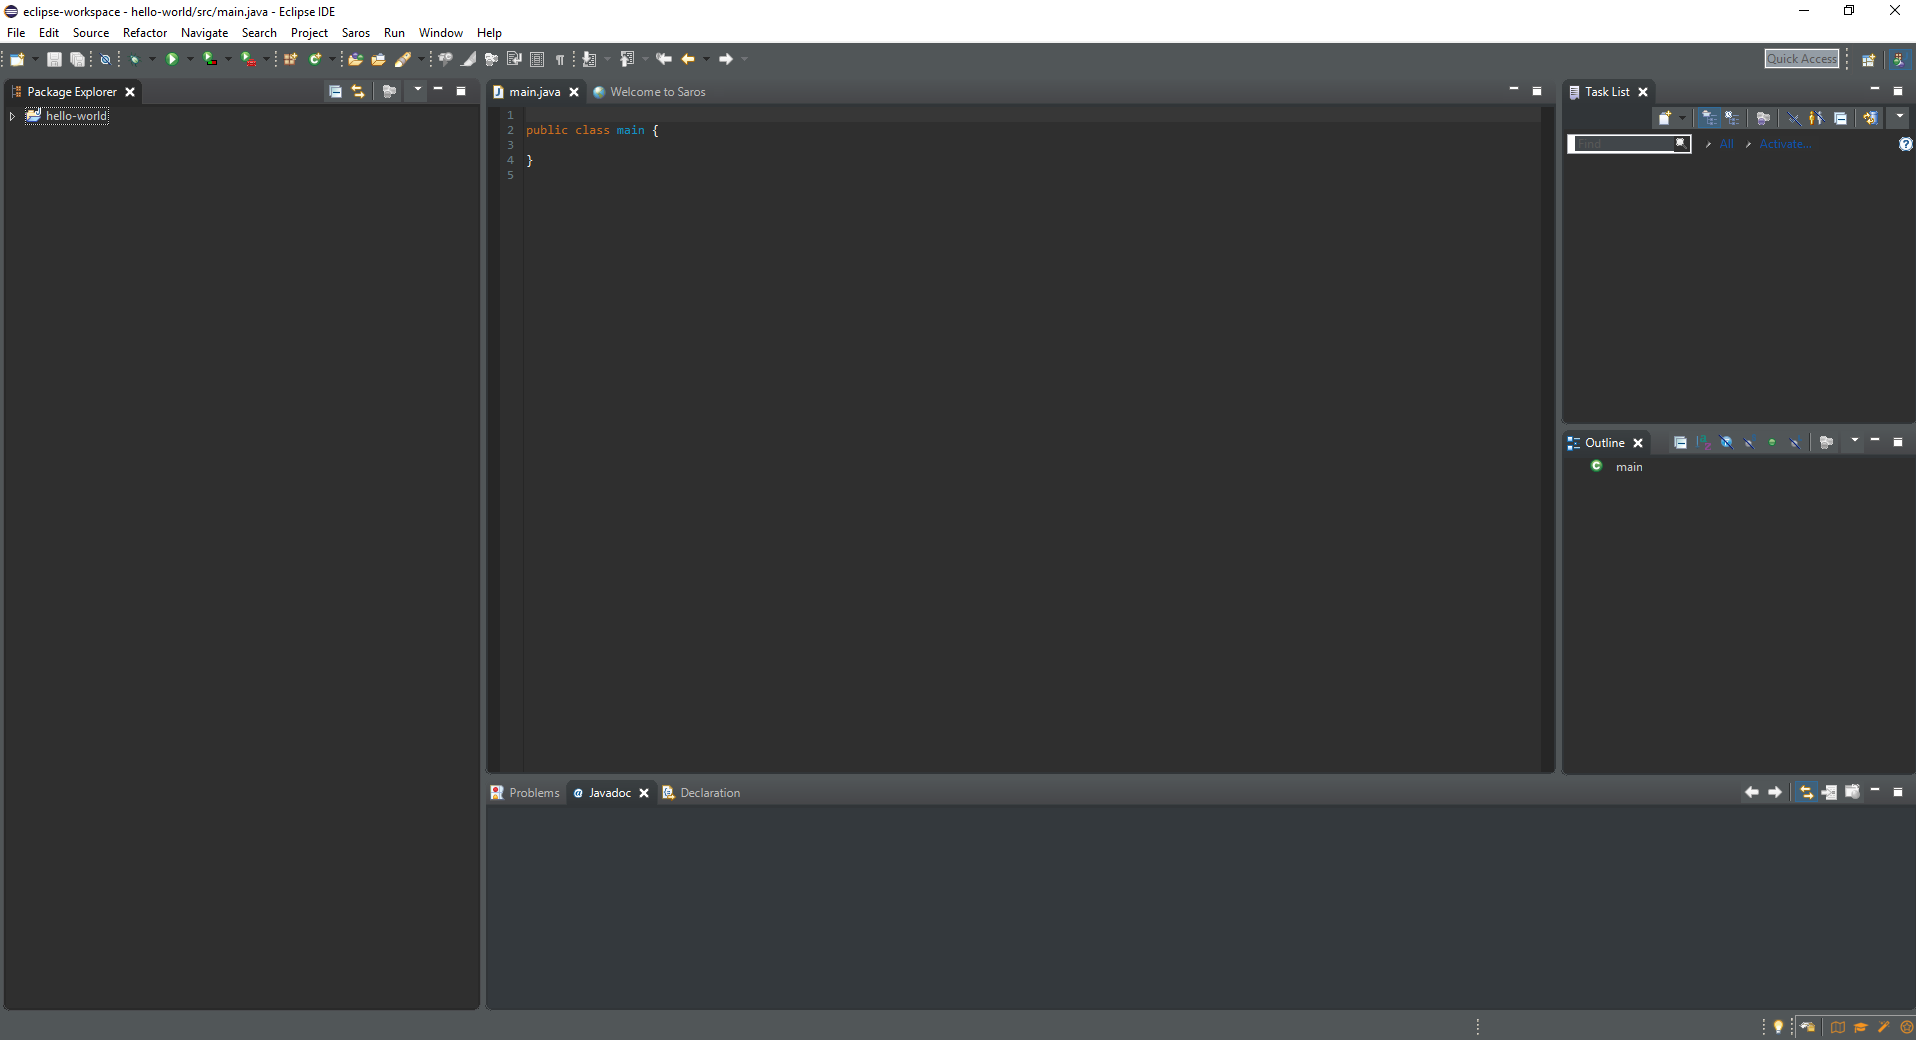 eclipse-workspace - hello-world/src/main.java - Eclipse IDE
File Edit Source Refactor Navigate Search Project Saros Run Window Help
Quick Access
Package Explorer
hello-world
main.java Welcome to Saros
1
2 public class main {
3
4 }
5
Task List
Find All Activate...
Outline
main
Problems @ Javadoc Declaration